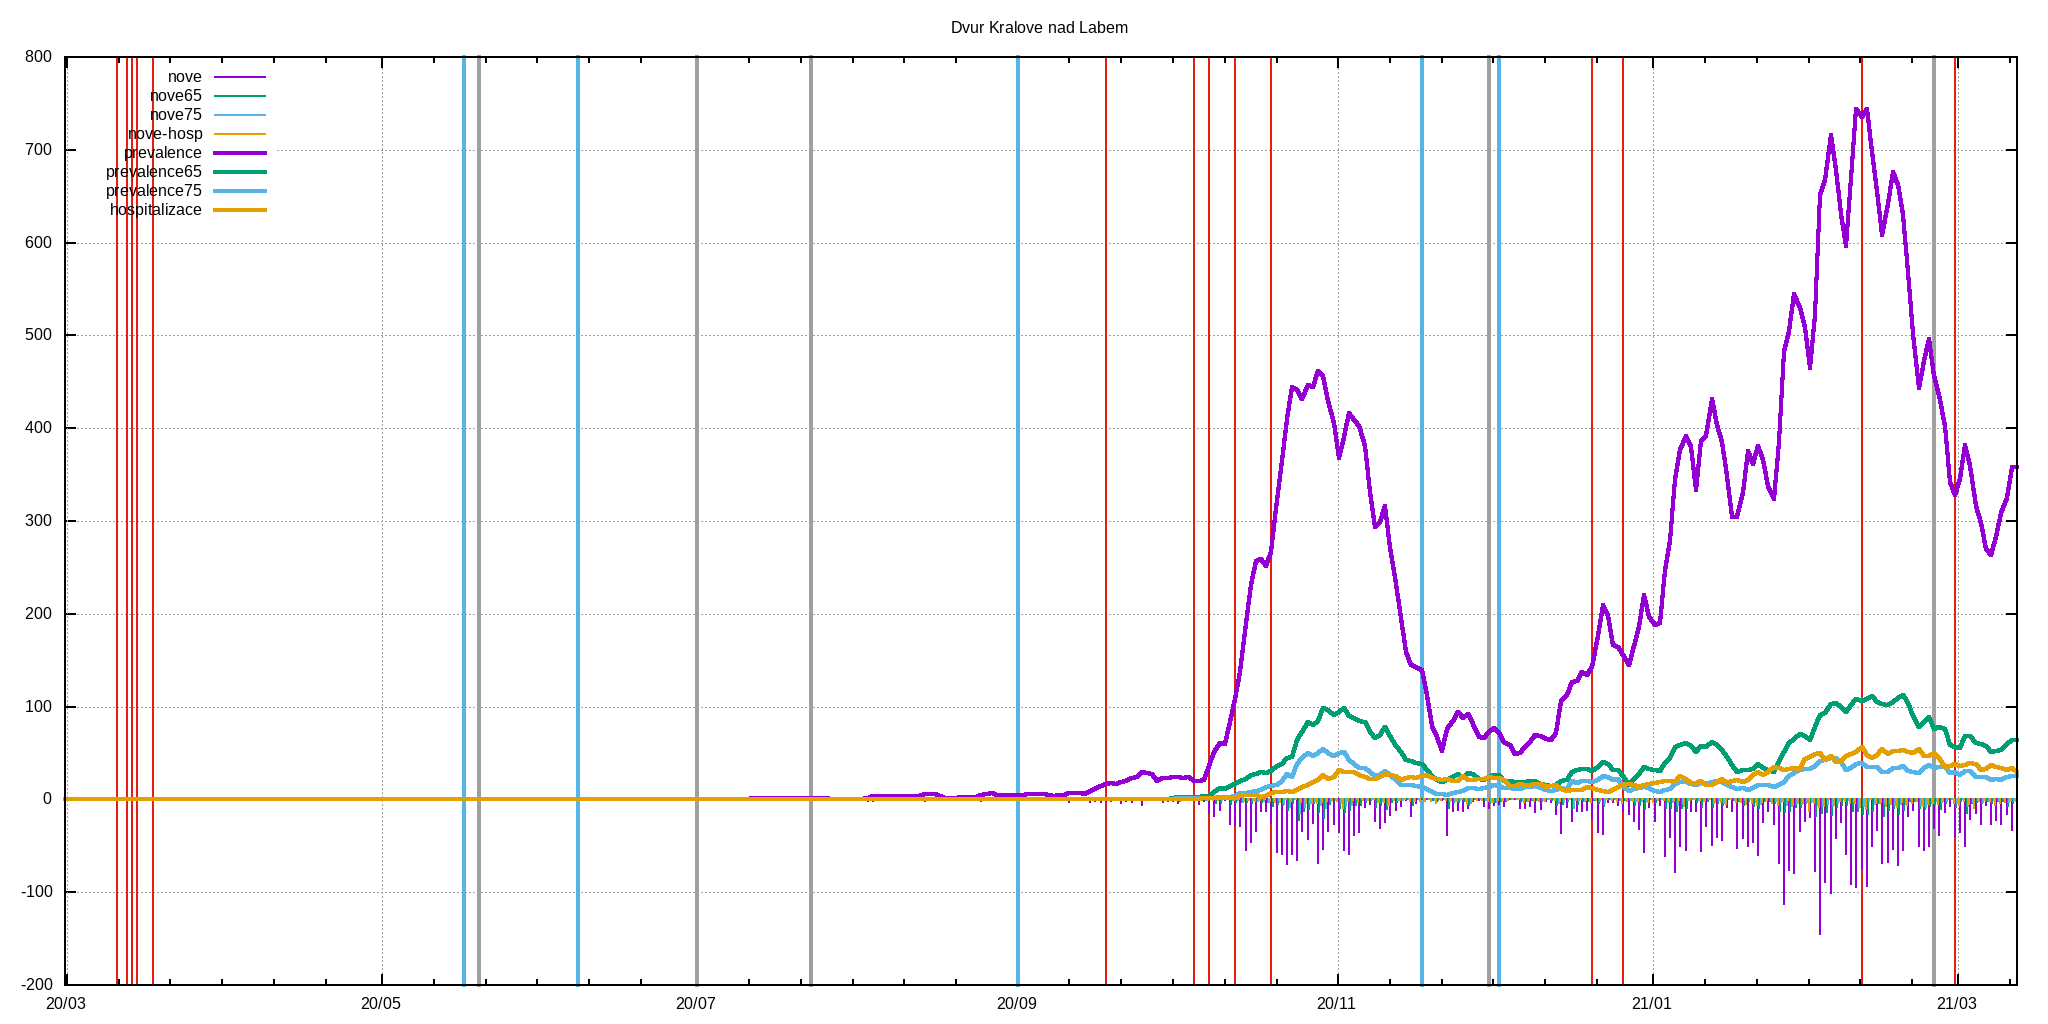 Dvur Kralove nad Labem
800
700
600
500
400
300
200
100
0
-100
-200
nove
nove65
nove75
nove-hosp
prevalence
prevalence65
prevalence75
hospitalizace
20/03
20/05
20/07
20/09
20/11
21/01
21/03